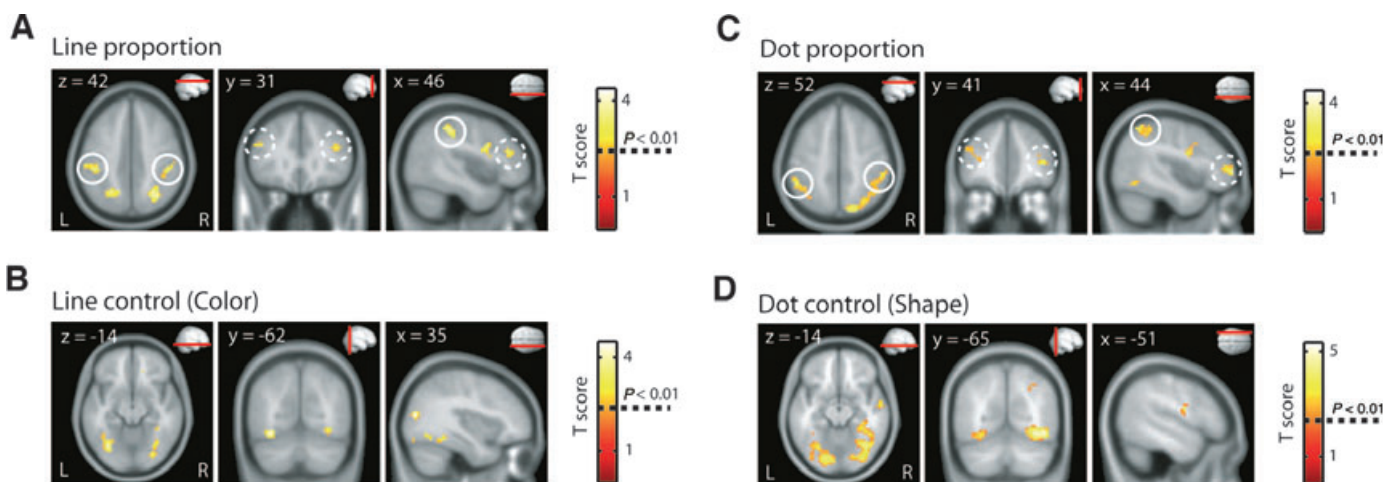 A
Line proportion
z = 42
y = 31
x = 46
L
R
T score
4
P < 0.01
1
B
Line control (Color)
z = -14
y = -62
x = 35
L
R
T score
4
P < 0.01
1
C
Dot proportion
z = 52
y = 41
x = 44
L
R
T score
4
P < 0.01
1
D
Dot control (Shape)
z = -14
y = -65
x = -51
L
R
T score
5
P < 0.01
1